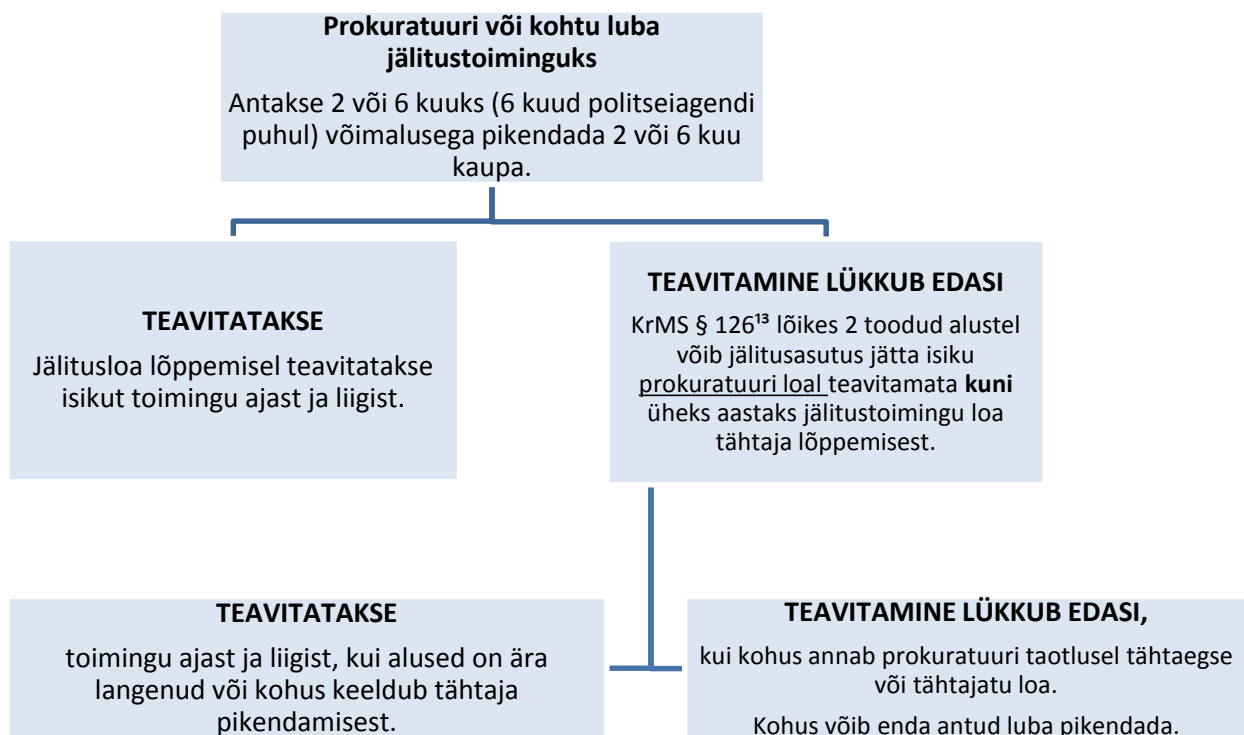 Prokuratuuri või kohtu luba
jälitustoiminguks
Antakse 2 või 6 kuuks (6 kuud politseiagendi
puhul) võimalusega pikendada 2 või 6 kuu
kaupa.
TEAVITATAKSE
Jälitusloa lõppemisel teavitatakse
isikut toimingu ajast ja liigist.
TEAVITAMINE LÜKKUB EDASI
KrMS § 126¹³ lõikes 2 toodud alustel
võib jälitusasutus jätta isiku
prokuratuuri loal teavitamata kuni
üheks aastaks jälitustoimingu loa
tähtaja lõppemisest.
TEAVITATAKSE
toimingu ajast ja liigist, kui alused on ära
langenud või kohus keeldub tähtaja
pikendamisest.
TEAVITAMINE LÜKKUB EDASI,
kui kohus annab prokuratuuri taotlusel tähtaegse
või tähtajatu loa.
Kohus võib enda antud luba pikendada.